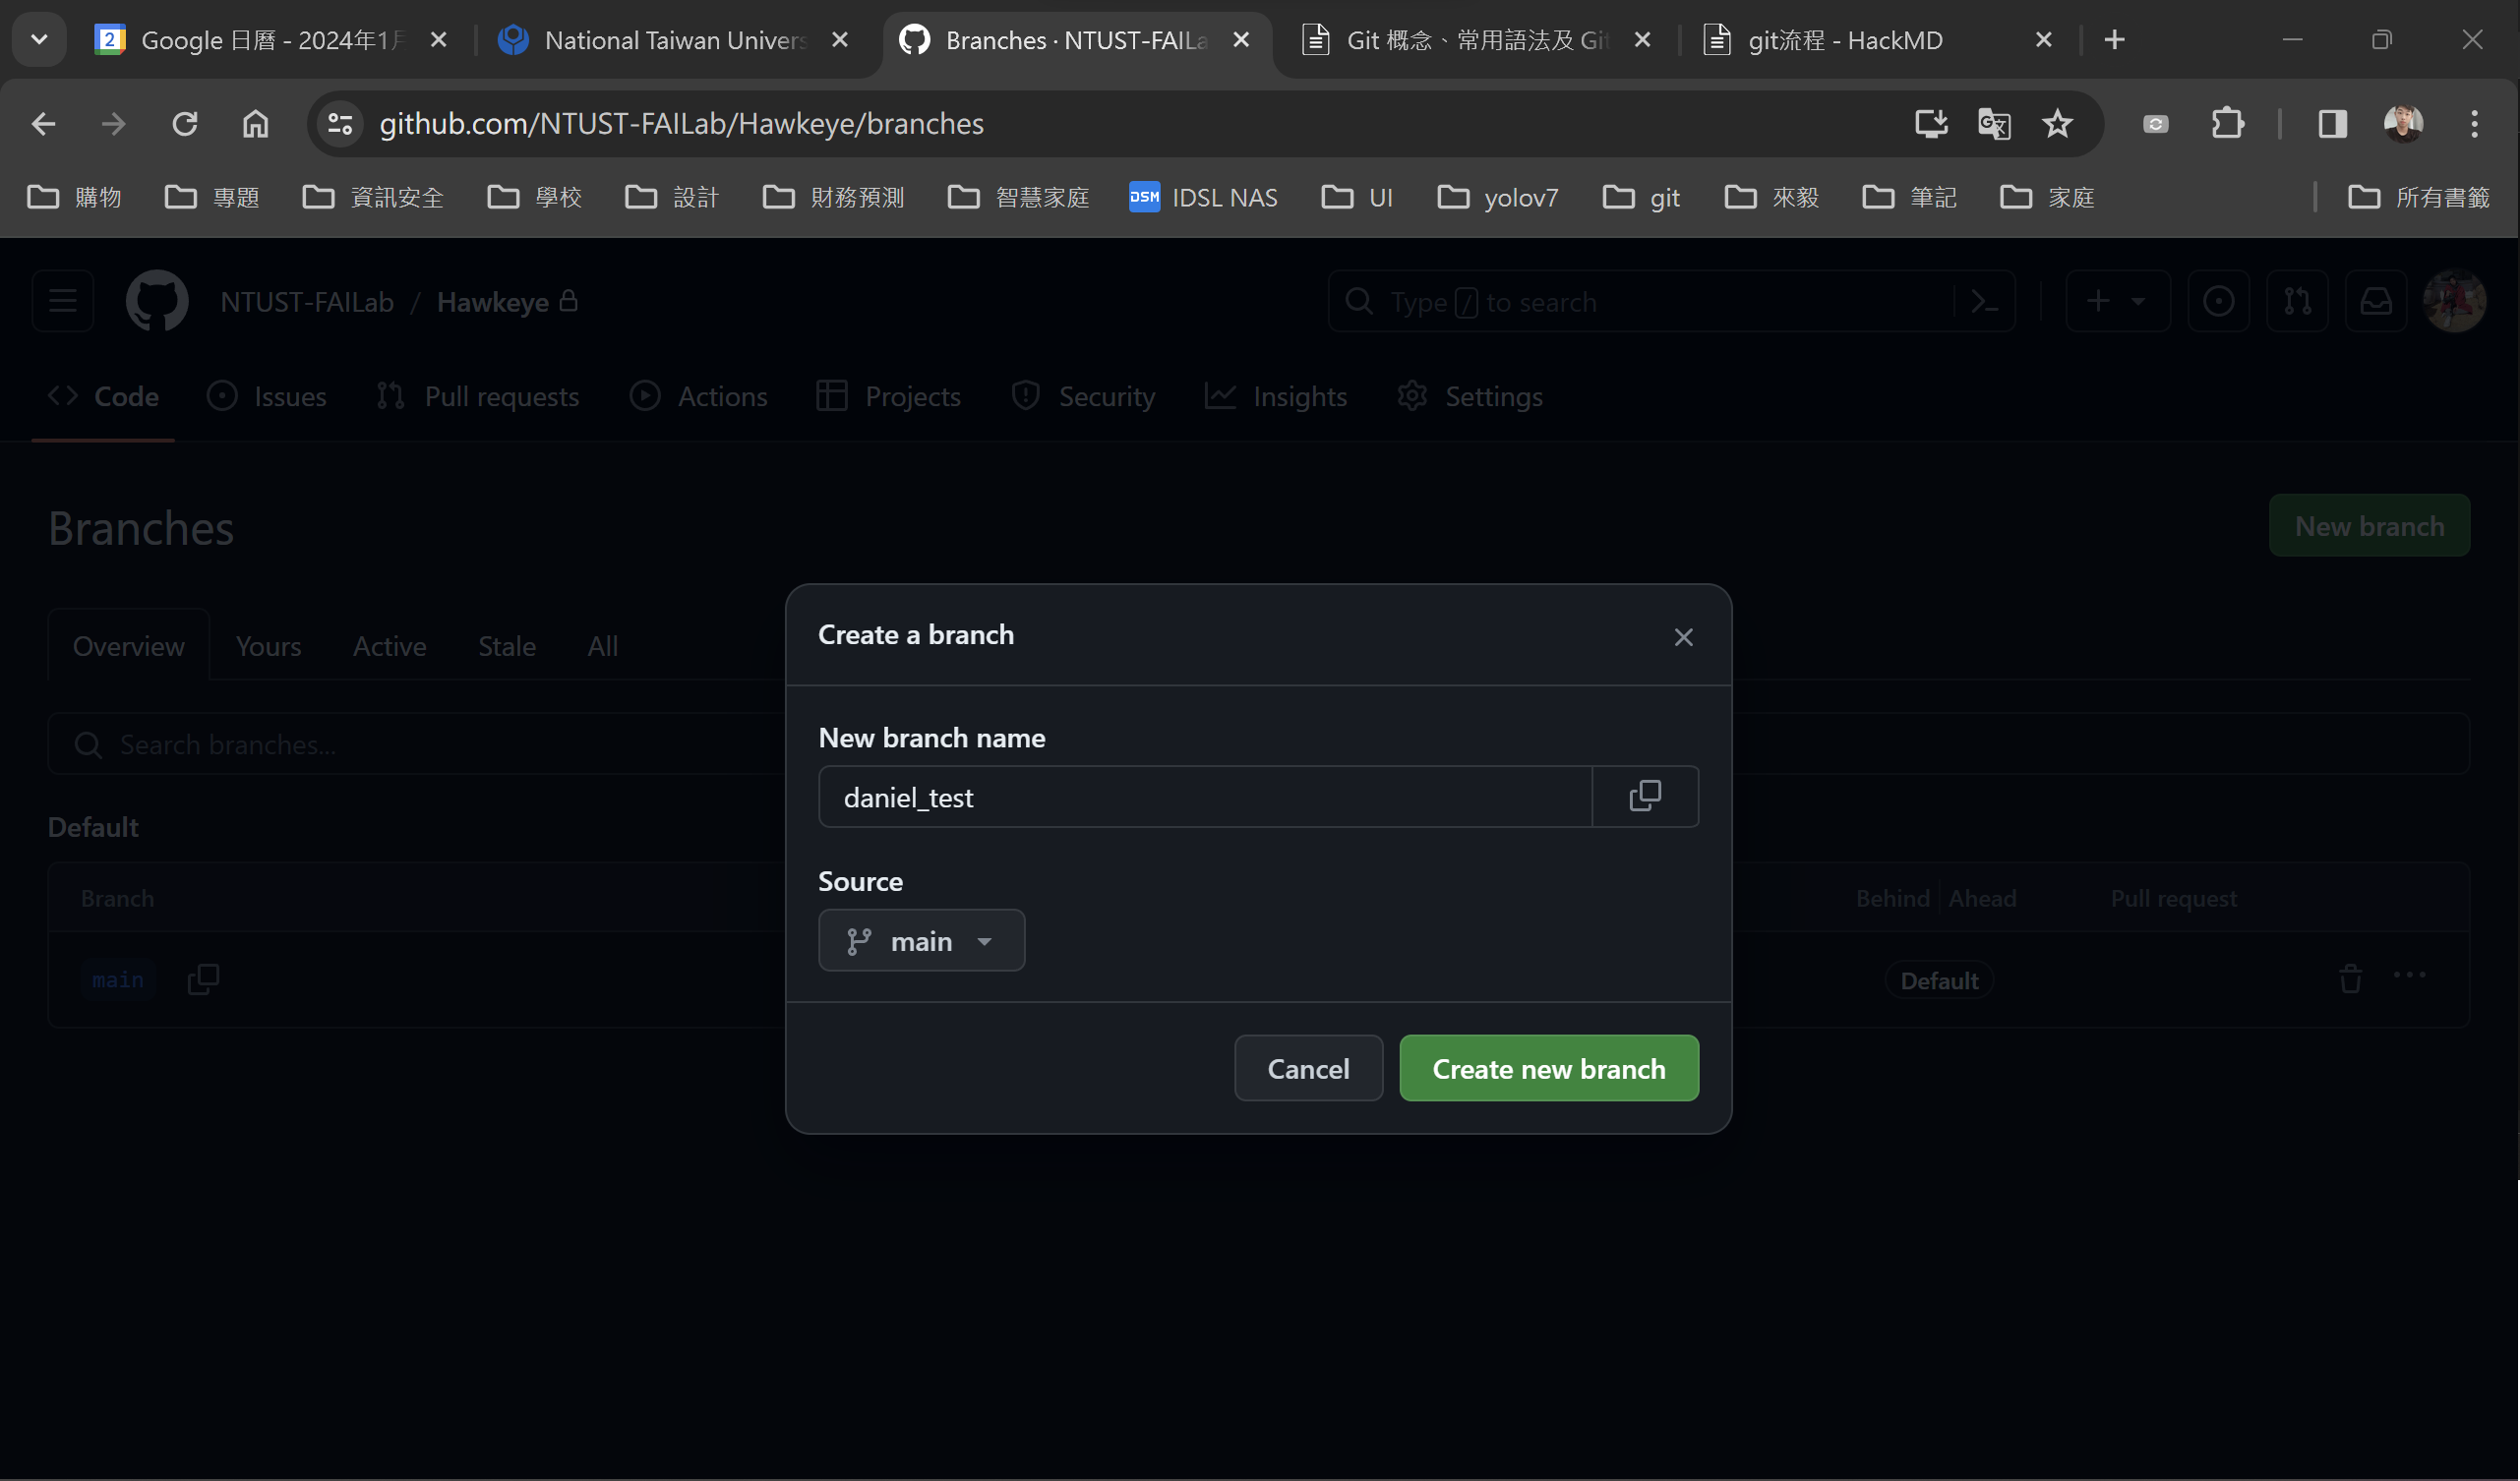 Google 日曆 - 2024年1月
National Taiwan Univers
Branches · NTUST-FAILa
Git 概念、常用語法及 Git
git流程 - HackMD
github.com/NTUST-FAILab/Hawkeye/branches
購物
專題
資訊安全
學校
設計
財務預測
智慧家庭
DSM IDSL NAS
UI
yolov7
git
來毅
筆記
家庭
所有書籤
NTUST-FAILab / Hawkeye
Type / to search
Code
Issues
Pull requests
Actions
Projects
Security
Insights
Settings
Branches
New branch
Overview
Yours
Active
Stale
All
Search branches...
Default
Branch
Behind
Ahead
Pull request
main
Default
Create a branch
New branch name
daniel_test
Source
main
Cancel
Create new branch